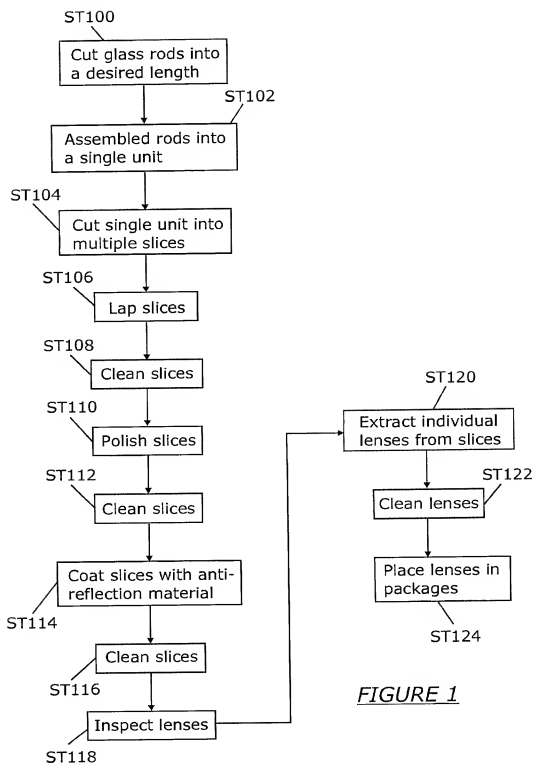 ST100
Cut glass rods into
a desired length
ST102
Assembled rods into
a single unit
ST104
Cut single unit into
multiple slices
ST106
Lap slices
ST108
Clean slices
ST110
Polish slices
ST112
Clean slices
Coat slices with anti-
reflection material
ST114
Clean slices
ST116
Inspect lenses
ST118
ST120
Extract individual
lenses from slices
ST122
Clean lenses
Place lenses in
packages
ST124
FIGURE 1